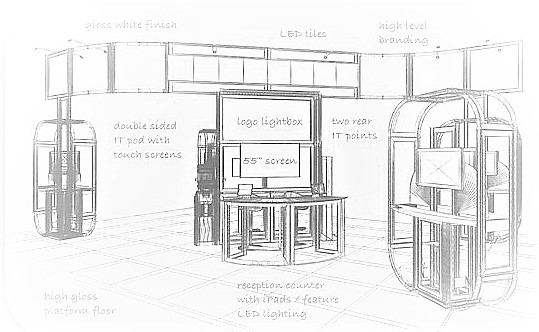 gloss white finish
LED tiles
high level
branding
double sided
IT pod with
touch screens
logo lightbox
two rear
IT points
55" screen
high gloss
platform floor
reception counter
with iPads / feature
LED lighting